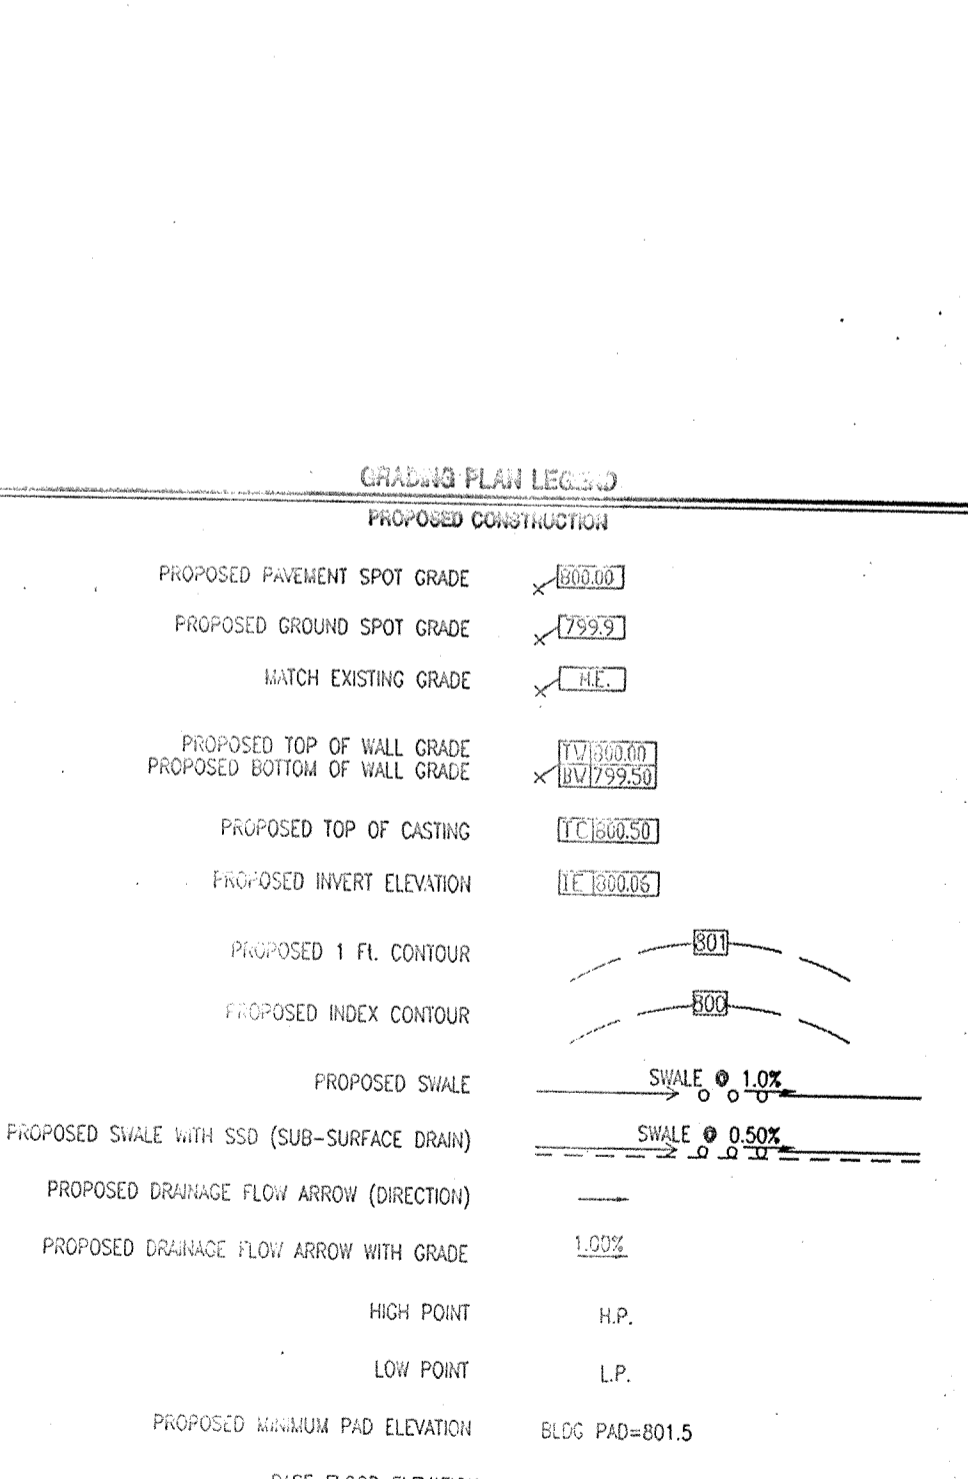 GRADING PLAN LEGEND
PROPOSED CONSTRUCTION
PROPOSED PAVEMENT SPOT GRADE 800.00
PROPOSED GROUND SPOT GRADE 799.9
MATCH EXISTING GRADE M.E.
PROPOSED TOP OF WALL GRADE TW 800.00
PROPOSED BOTTOM OF WALL GRADE BW 799.50
PROPOSED TOP OF CASTING TC 800.50
PROPOSED INVERT ELEVATION IE 800.06
PROPOSED 1 Ft. CONTOUR 801
PROPOSED INDEX CONTOUR 800
PROPOSED SWALE SWALE @ 1.0%
PROPOSED SWALE WITH SSD (SUB-SURFACE DRAIN) SWALE @ 0.50%
PROPOSED DRAINAGE FLOW ARROW (DIRECTION)
PROPOSED DRAINAGE FLOW ARROW WITH GRADE 1.00%
HIGH POINT H.P.
LOW POINT L.P.
PROPOSED MINIMUM PAD ELEVATION BLDG PAD=801.5